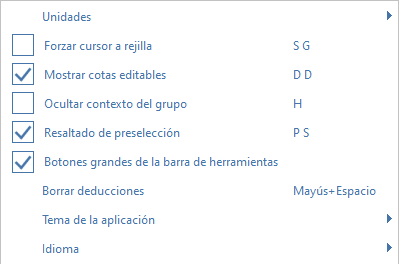 Unidades
Forzar cursor a rejilla S G
Mostrar cotas editables D D
Ocultar contexto del grupo H
Resaltado de preselección P S
Botones grandes de la barra de herramientas
Borrar deducciones Mayús+Espacio
Tema de la aplicación
Idioma